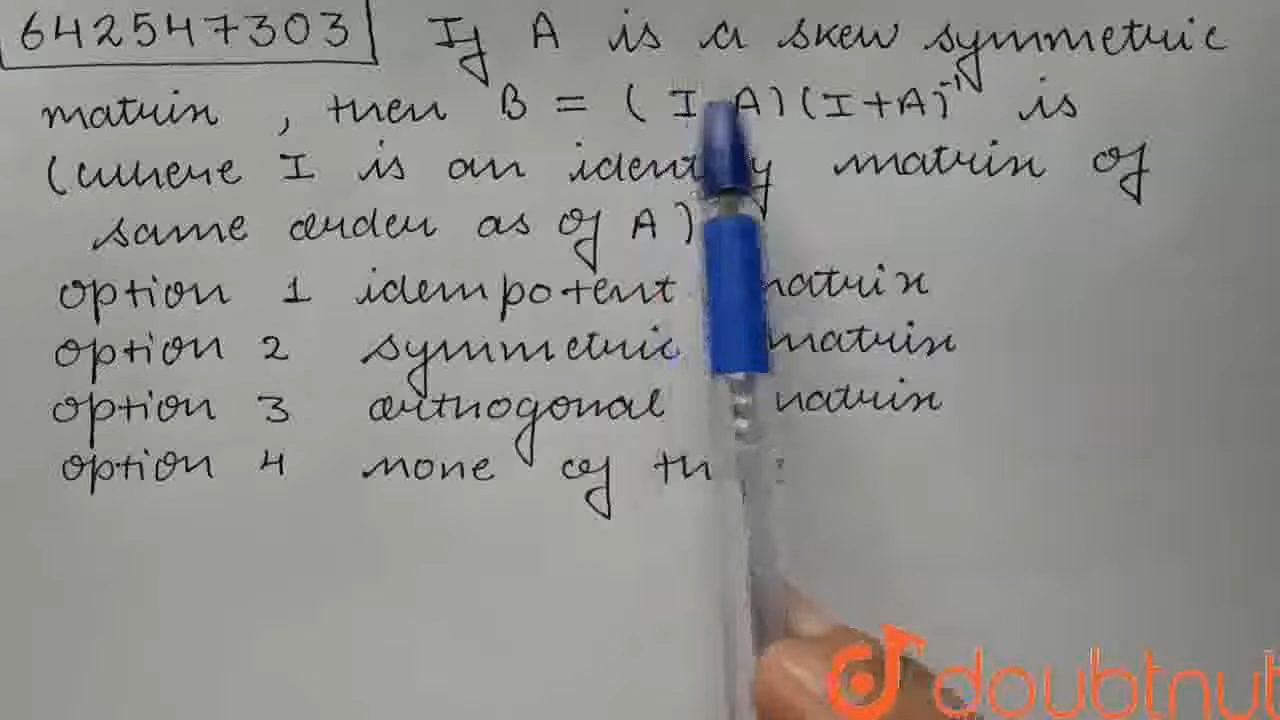 642547303 If A is a skew symmetric
matrix, then B = (I A)(I+A)⁻¹ is
(where I is an identity matrix of
same order as of A)
option 1 idempotent matrix
option 2 symmetric matrix
option 3 orthogonal matrix
option 4 none of
doubtnut